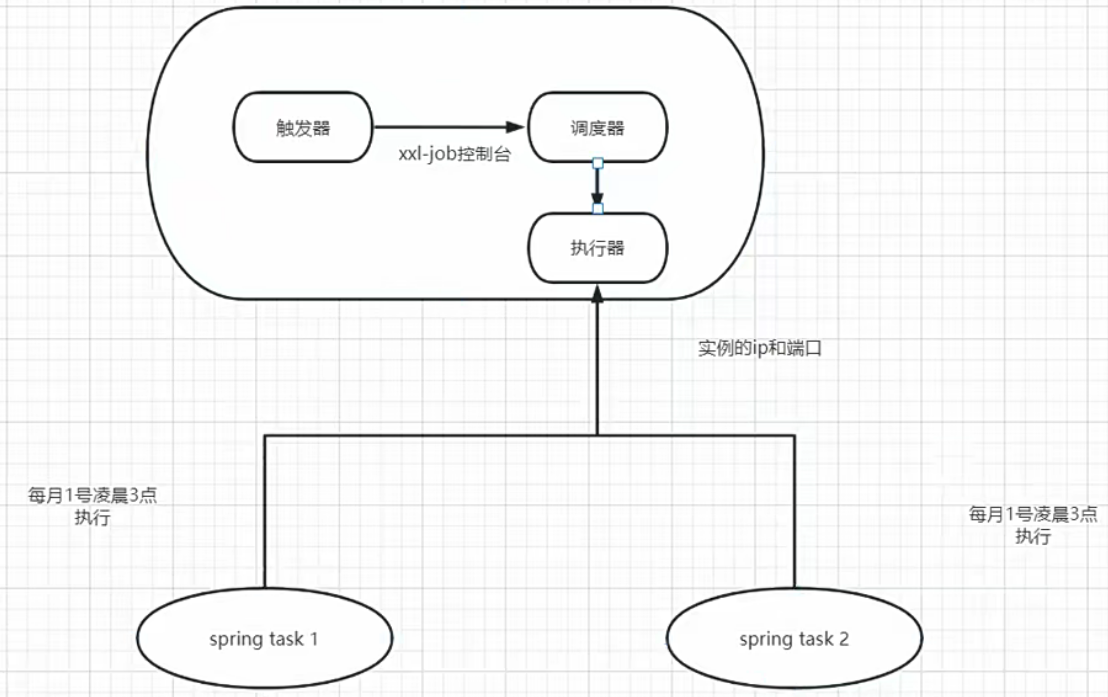 触发器
调度器
xxl-job控制台
执行器
实例的ip和端口
每月1号凌晨3点
执行
每月1号凌晨3点
执行
spring task 1
spring task 2